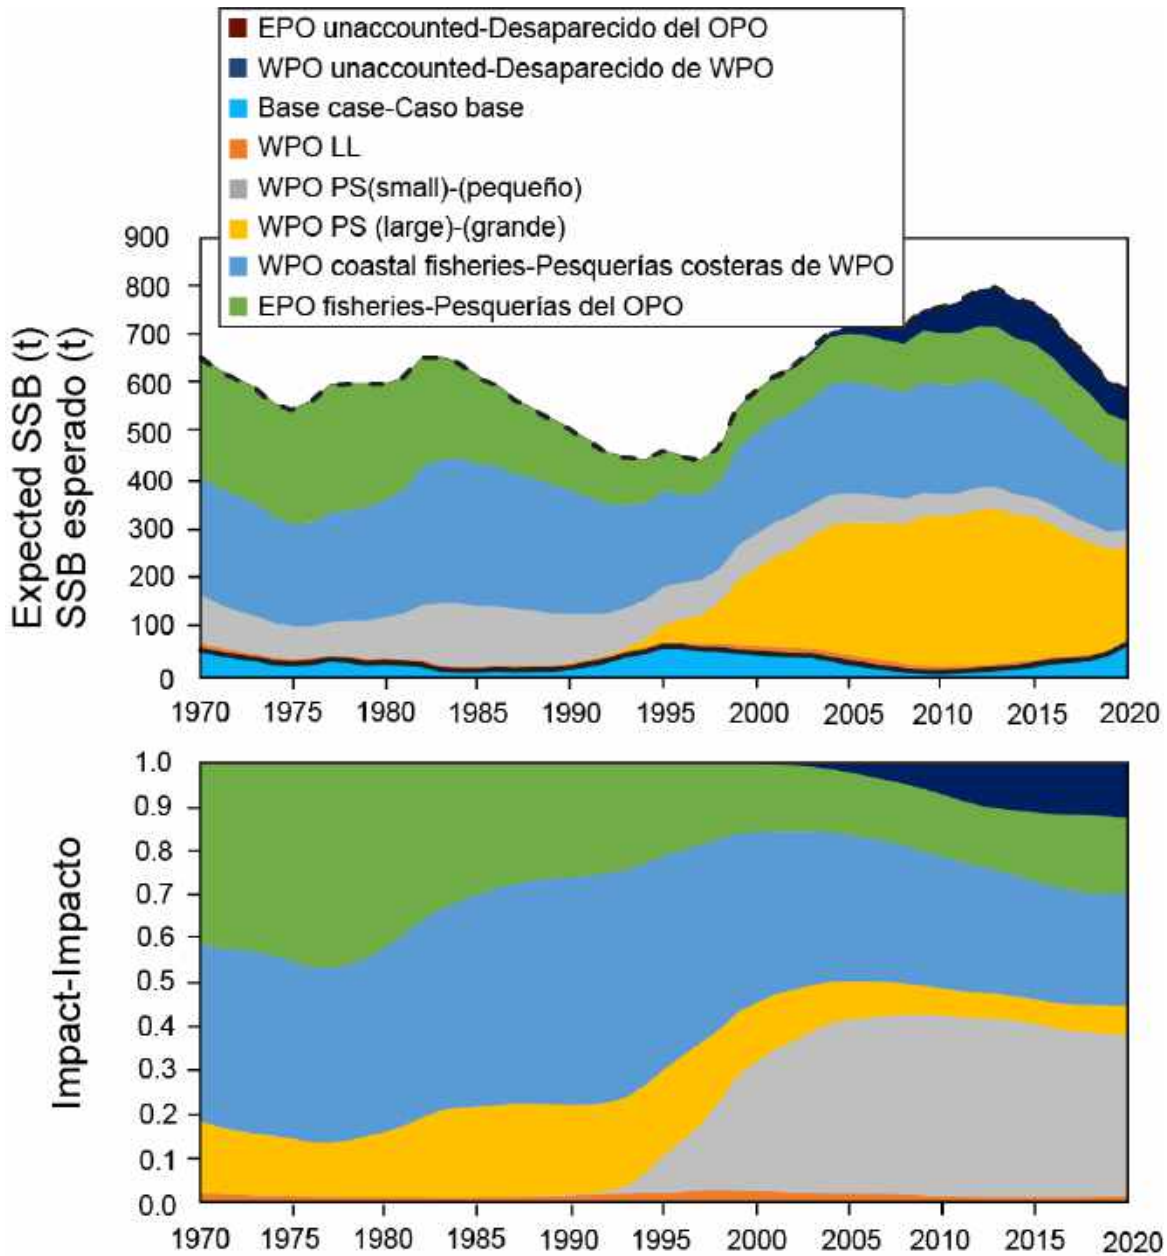 EPO unaccounted-Desaparecido del OPO
WPO unaccounted-Desaparecido de WPO
Base case-Caso base
WPO LL
WPO PS(small)-(pequeño)
WPO PS (large)-(grande)
WPO coastal fisheries-Pesquerías costeras de WPO
EPO fisheries-Pesquerías del OPO
Expected SSB (t)
SSB esperado (t)
900
800
700
600
500
400
300
200
100
0
1970 1975 1980 1985 1990 1995 2000 2005 2010 2015 2020
Impact-Impacto
1.0
0.9
0.8
0.7
0.6
0.5
0.4
0.3
0.2
0.1
0.0
1970 1975 1980 1985 1990 1995 2000 2005 2010 2015 2020